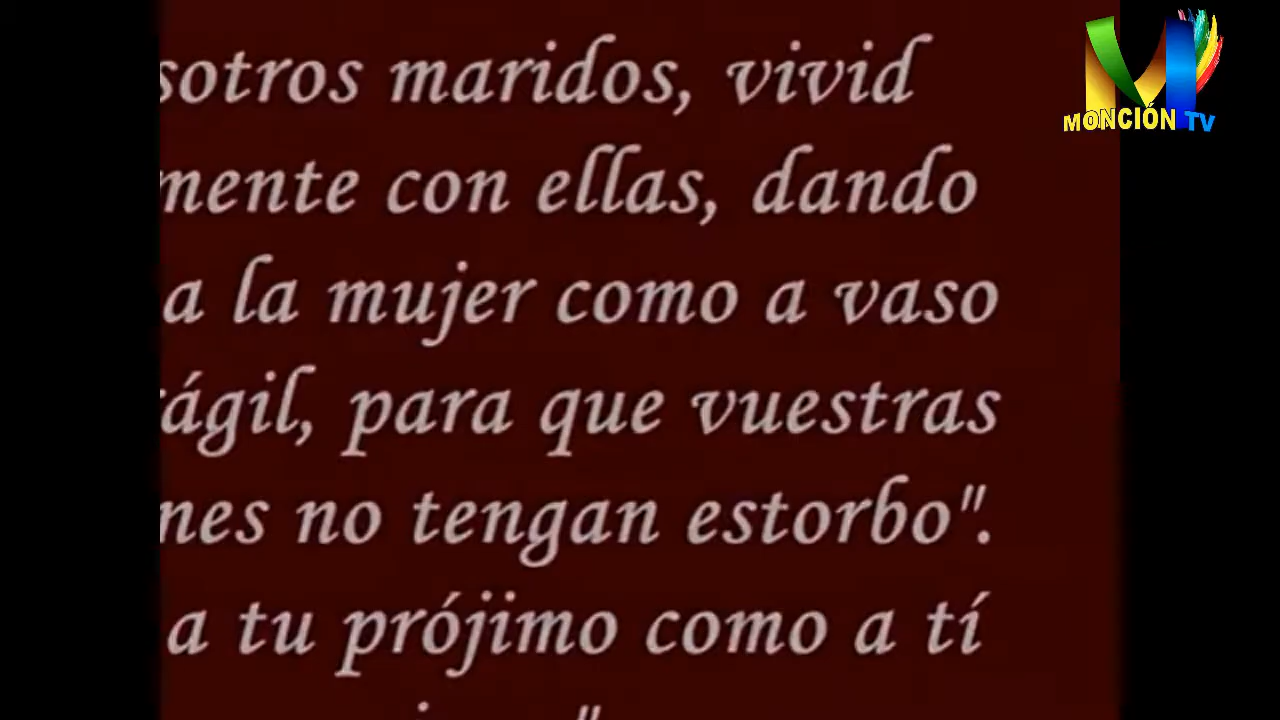 sotros maridos, vivid
mente con ellas, dando
a la mujer como a vaso
rágil, para que vuestras
nes no tengan estorbo".
a tu prójimo como a tí
MONCIÓN TV